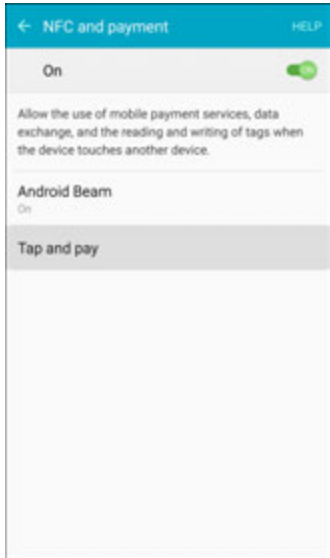 NFC and payment HELP
On ON
Allow the use of mobile payment services, data
exchange, and the reading and writing of tags when
the device touches another device.
Android Beam
On
Tap and pay